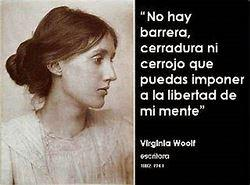 “No hay
barrera,
cerradura ni
cerrojo que
puedas imponer
a la libertad de
mi mente”
Virginia Woolf
escritora